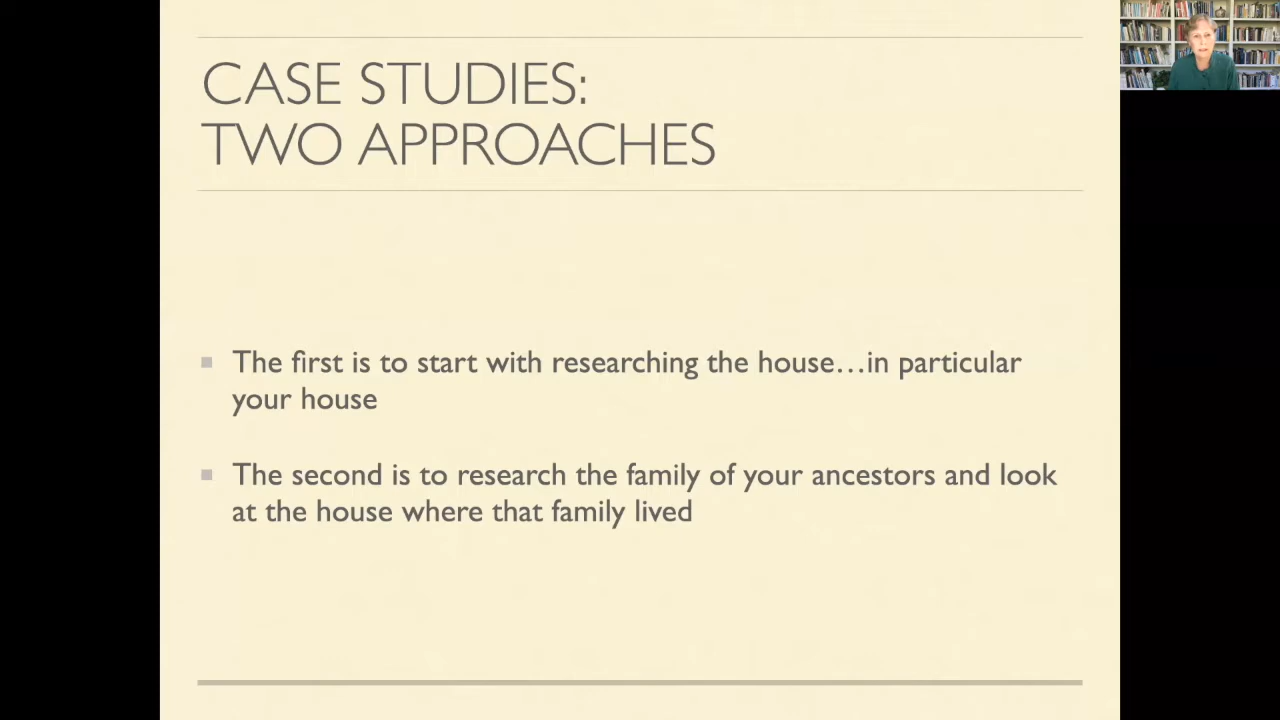 CASE STUDIES:
TWO APPROACHES
The first is to start with researching the house…in particular
your house
The second is to research the family of your ancestors and look
at the house where that family lived